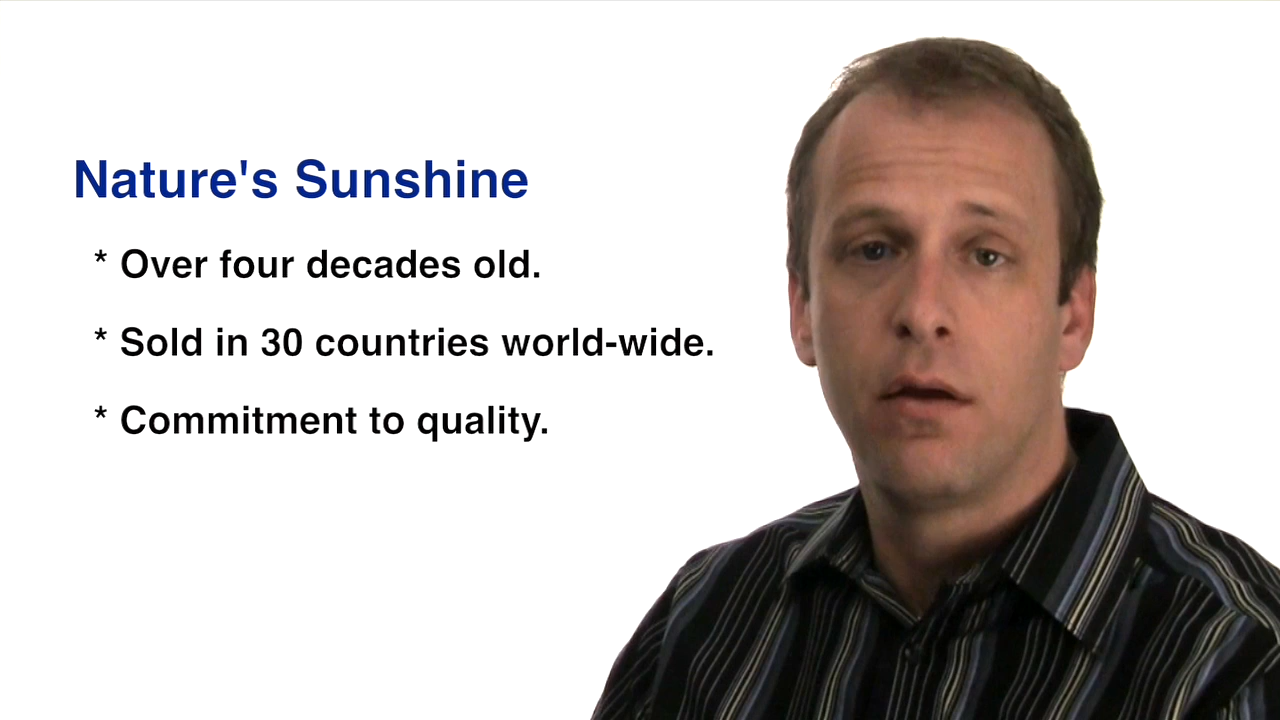 Nature's Sunshine
* Over four decades old.
* Sold in 30 countries world-wide.
* Commitment to quality.